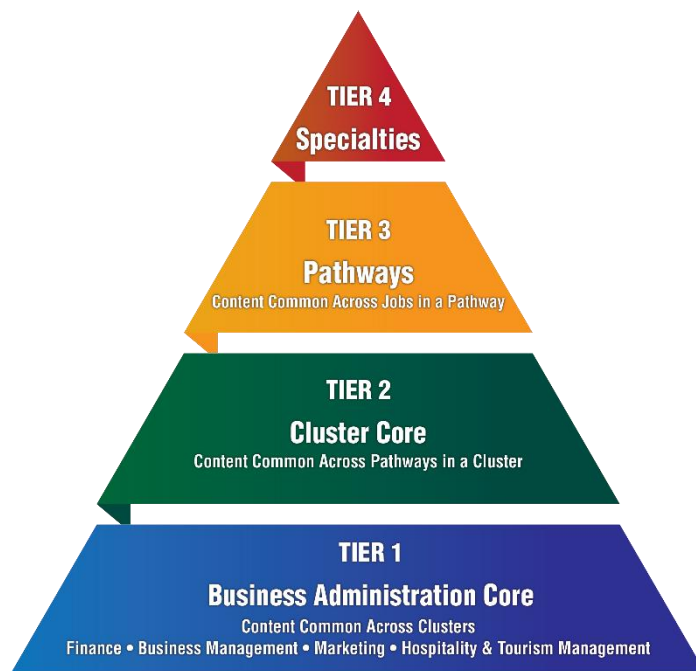 TIER 4
Specialties
TIER 3
Pathways
Content Common Across Jobs in a Pathway
TIER 2
Cluster Core
Content Common Across Pathways in a Cluster
TIER 1
Business Administration Core
Content Common Across Clusters
Finance • Business Management • Marketing • Hospitality & Tourism Management